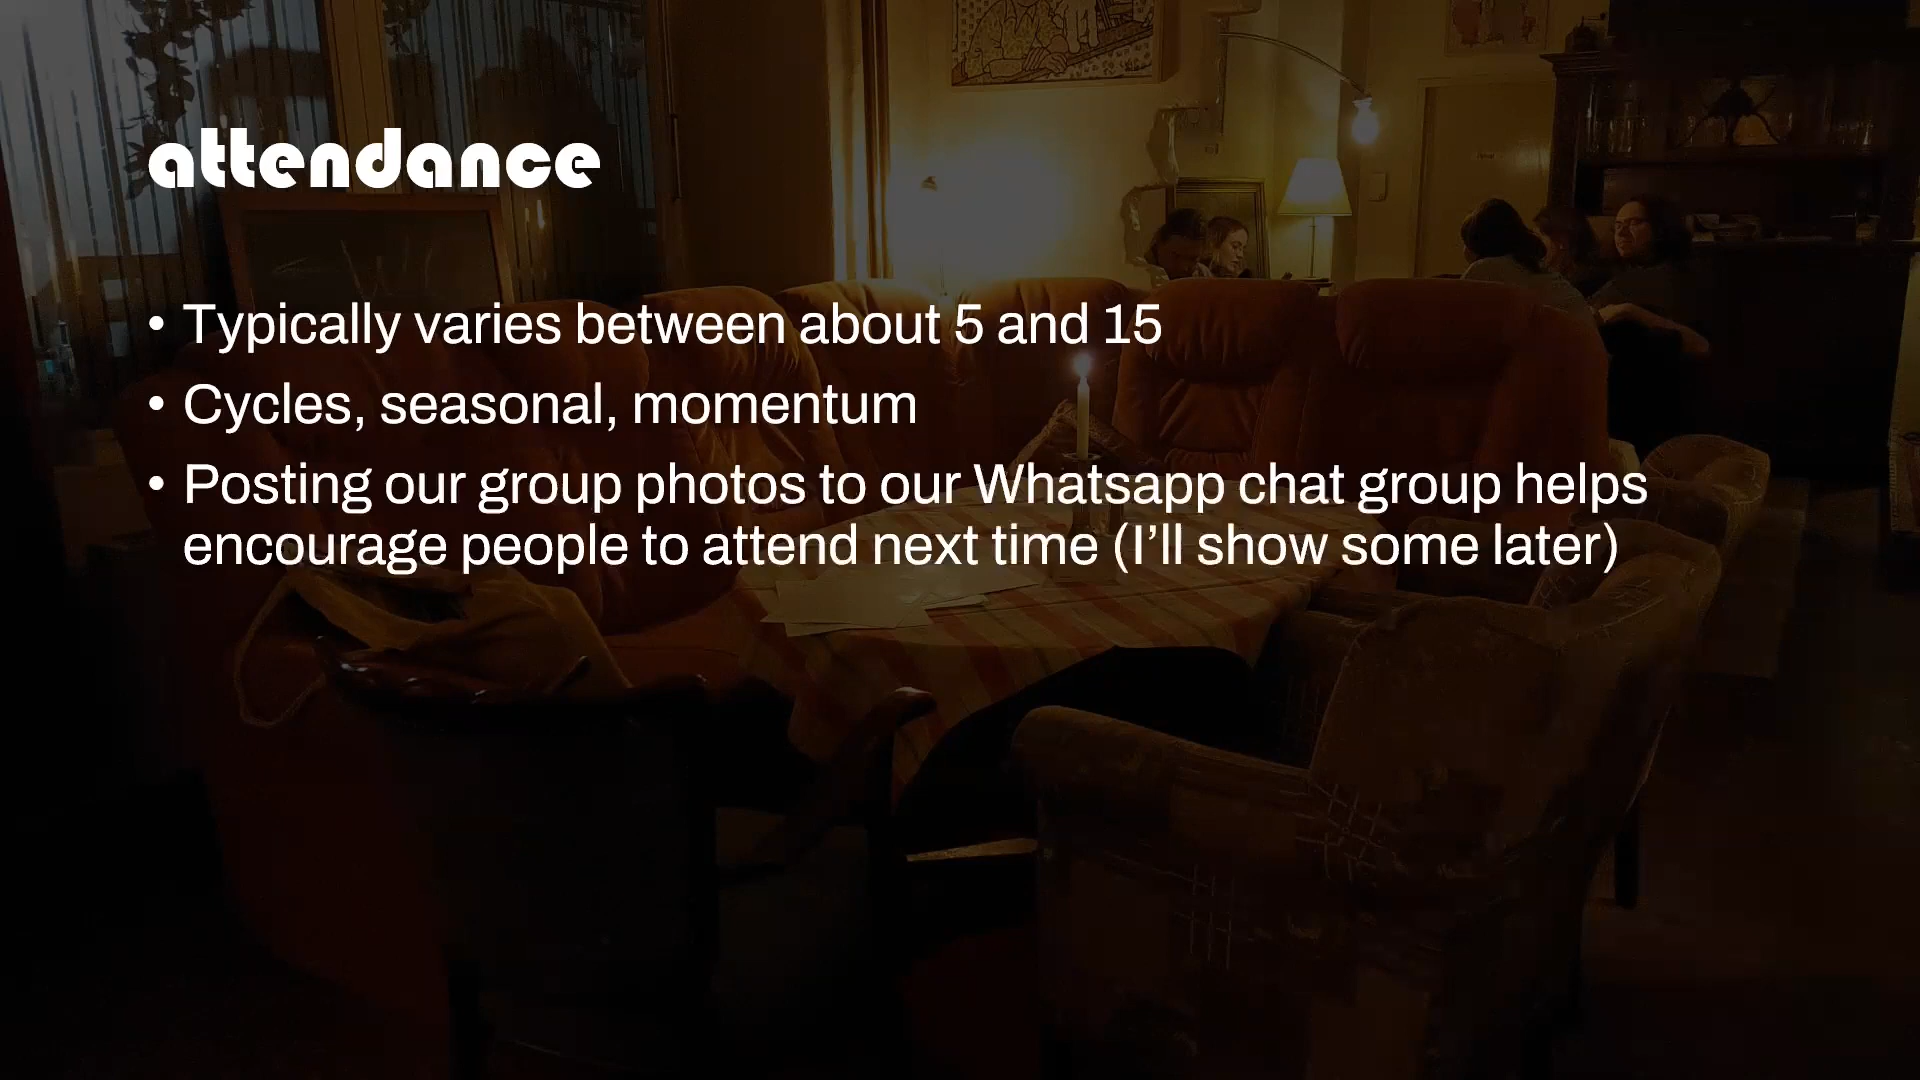 attendance
• Typically varies between about 5 and 15
• Cycles, seasonal, momentum
• Posting our group photos to our Whatsapp chat group helps
encourage people to attend next time (I’ll show some later)